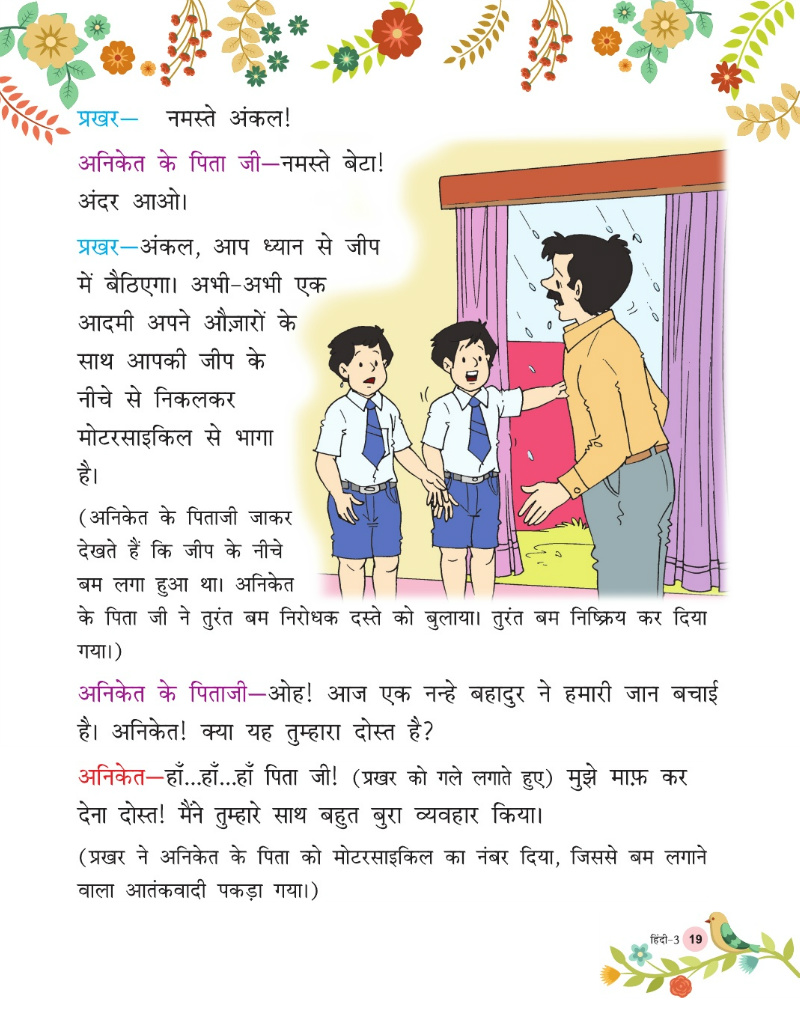 प्रखर— नमस्ते अंकल!
अनिकेत के पिता जी—नमस्ते बेटा!
अंदर आओ।
प्रखर—अंकल, आप ध्यान से जीप
में बैठिएगा। अभी-अभी एक
आदमी अपने औज़ारों के
साथ आपकी जीप के
नीचे से निकलकर
मोटरसाइकिल से भागा
है।
(अनिकेत के पिताजी जाकर
देखते हैं कि जीप के नीचे
बम लगा हुआ था। अनिकेत
के पिता जी ने तुरंत बम निरोधक दस्ते को बुलाया। तुरंत बम निष्क्रिय कर दिया
गया।)
अनिकेत के पिताजी—ओह! आज एक नन्हे बहादुर ने हमारी जान बचाई
है। अनिकेत! क्या यह तुम्हारा दोस्त है?
अनिकेत—हाँ...हाँ...हाँ पिता जी! (प्रखर को गले लगाते हुए) मुझे माफ़ कर
देना दोस्त! मैंने तुम्हारे साथ बहुत बुरा व्यवहार किया।
(प्रखर ने अनिकेत के पिता को मोटरसाइकिल का नंबर दिया, जिससे बम लगाने
वाला आतंकवादी पकड़ा गया।)
हिंदी-3 19